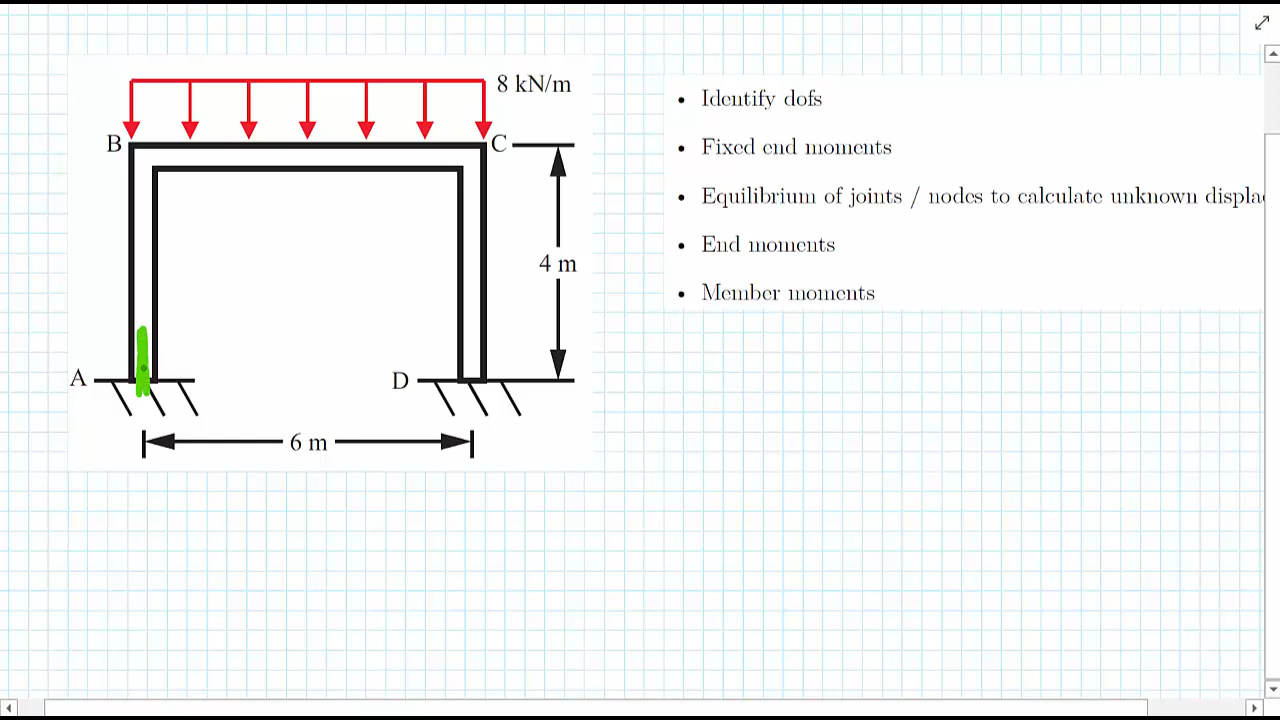 8 kN/m
B
C
4 m
A
D
6 m
• Identify dofs
• Fixed end moments
• Equilibrium of joints / nodes to calculate unknown displa
• End moments
• Member moments